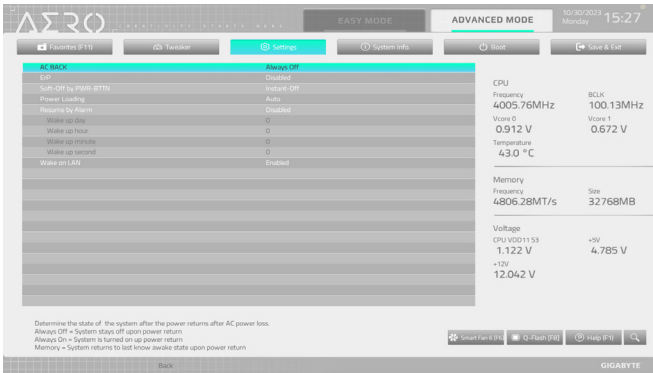 AERO
CREATIVITY STARTS HERE
EASY MODE
ADVANCED MODE
10/30/2023
Monday
15:27
Favorites (F11)
Tweaker
Settings
System Info.
Boot
Save & Exit
AC BACK Always Off
ErP Disabled
Soft-Off by PWR-BTTN Instant-Off
Power Loading Auto
Resume by Alarm Disabled
Wake up day 0
Wake up hour 0
Wake up minute 0
Wake up second 0
Wake on LAN Enabled
CPU
Frequency BCLK
4005.76MHz 100.13MHz
Vcore 0 Vcore 1
0.912 V 0.672 V
Temperature
43.0 °C
Memory
Frequency Size
4806.28MT/s 32768MB
Voltage
CPU VDD11 S3 +5V
1.122 V 4.785 V
+12V
12.042 V
Determine the state of the system after the power returns after AC power loss.
Always Off = System stays off upon power return
Always On = System is turned on up power return
Memory = System returns to last know awake state upon power return
Smart Fan 6 [F6] Q-Flash [F8] Help [F1]
Back
GIGABYTE